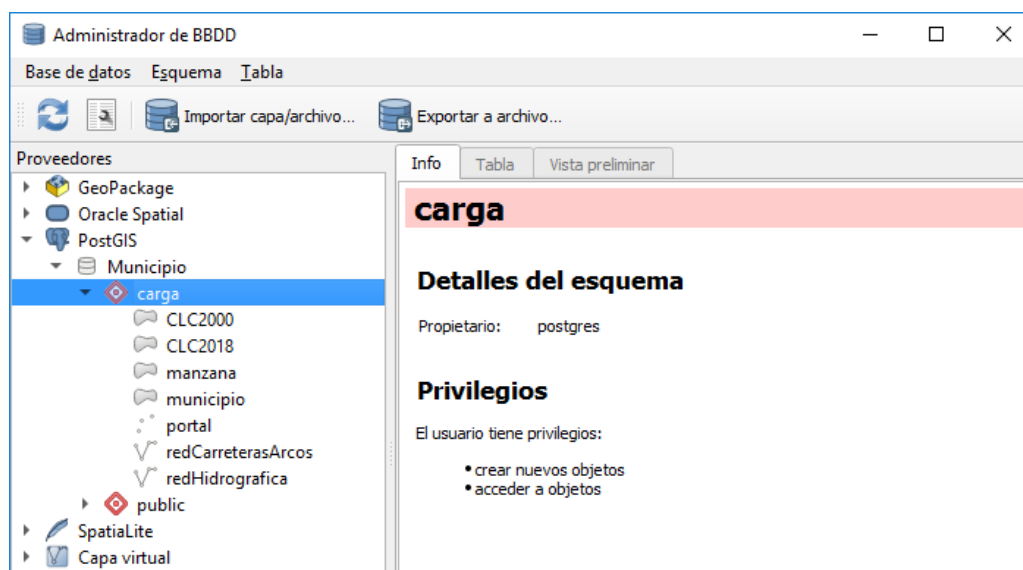 Administrador de BBDD
Base de datos Esquema Tabla
Importar capa/archivo... Exportar a archivo...
Proveedores
GeoPackage
Oracle Spatial
PostGIS
Municipio
carga
CLC2000
CLC2018
manzana
municipio
portal
redCarreterasArcos
redHidrografica
public
SpatiaLite
Capa virtual
Info Tabla Vista preliminar
carga
Detalles del esquema
Propietario: postgres
Privilegios
El usuario tiene privilegios:
• crear nuevos objetos
• acceder a objetos